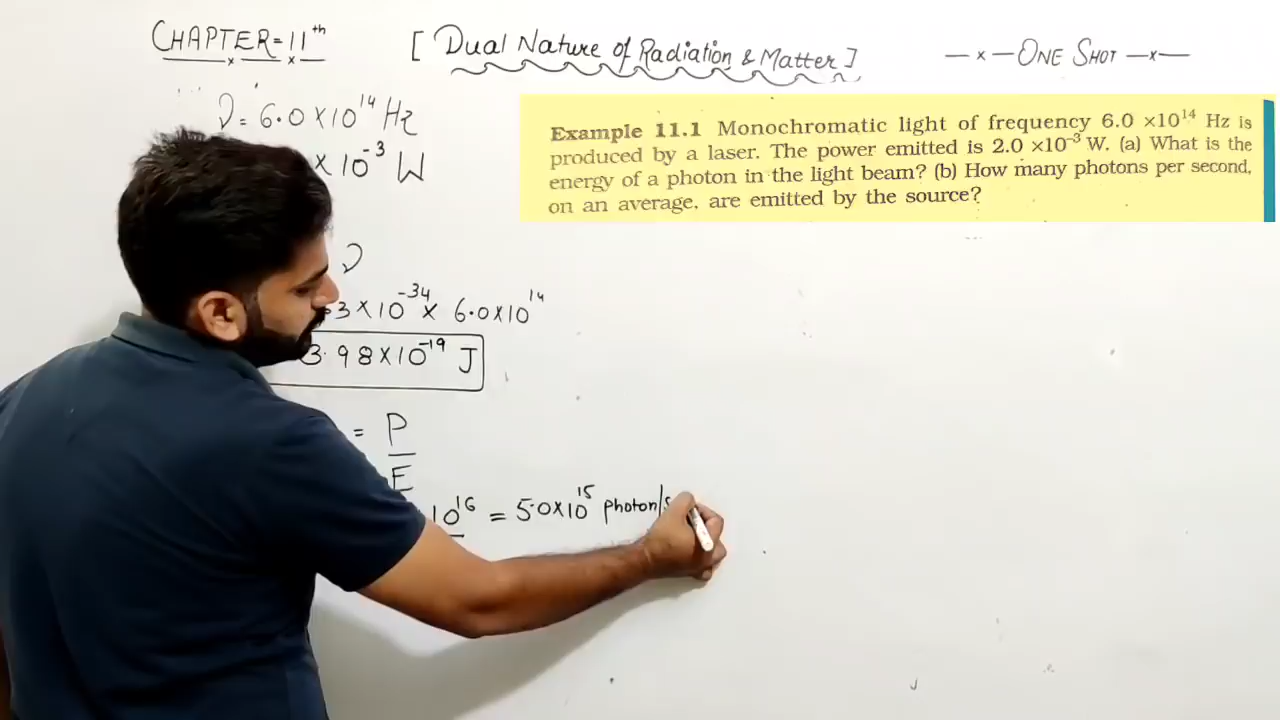 CHAPTER-11th
[ Dual Nature of Radiation & Matter ]
—x— ONE SHOT —x—
ν = 6.0 × 10^14 Hz
× 10^-3 W
Example 11.1 Monochromatic light of frequency 6.0 ×10^14 Hz is
produced by a laser. The power emitted is 2.0 ×10^-3 W. (a) What is the
energy of a photon in the light beam? (b) How many photons per second,
on an average, are emitted by the source?
ν
3 × 10^-34 × 6.0 × 10^14
3.98 × 10^-19 J
= P
E
10^16 = 5.0 × 10^15 photon/s